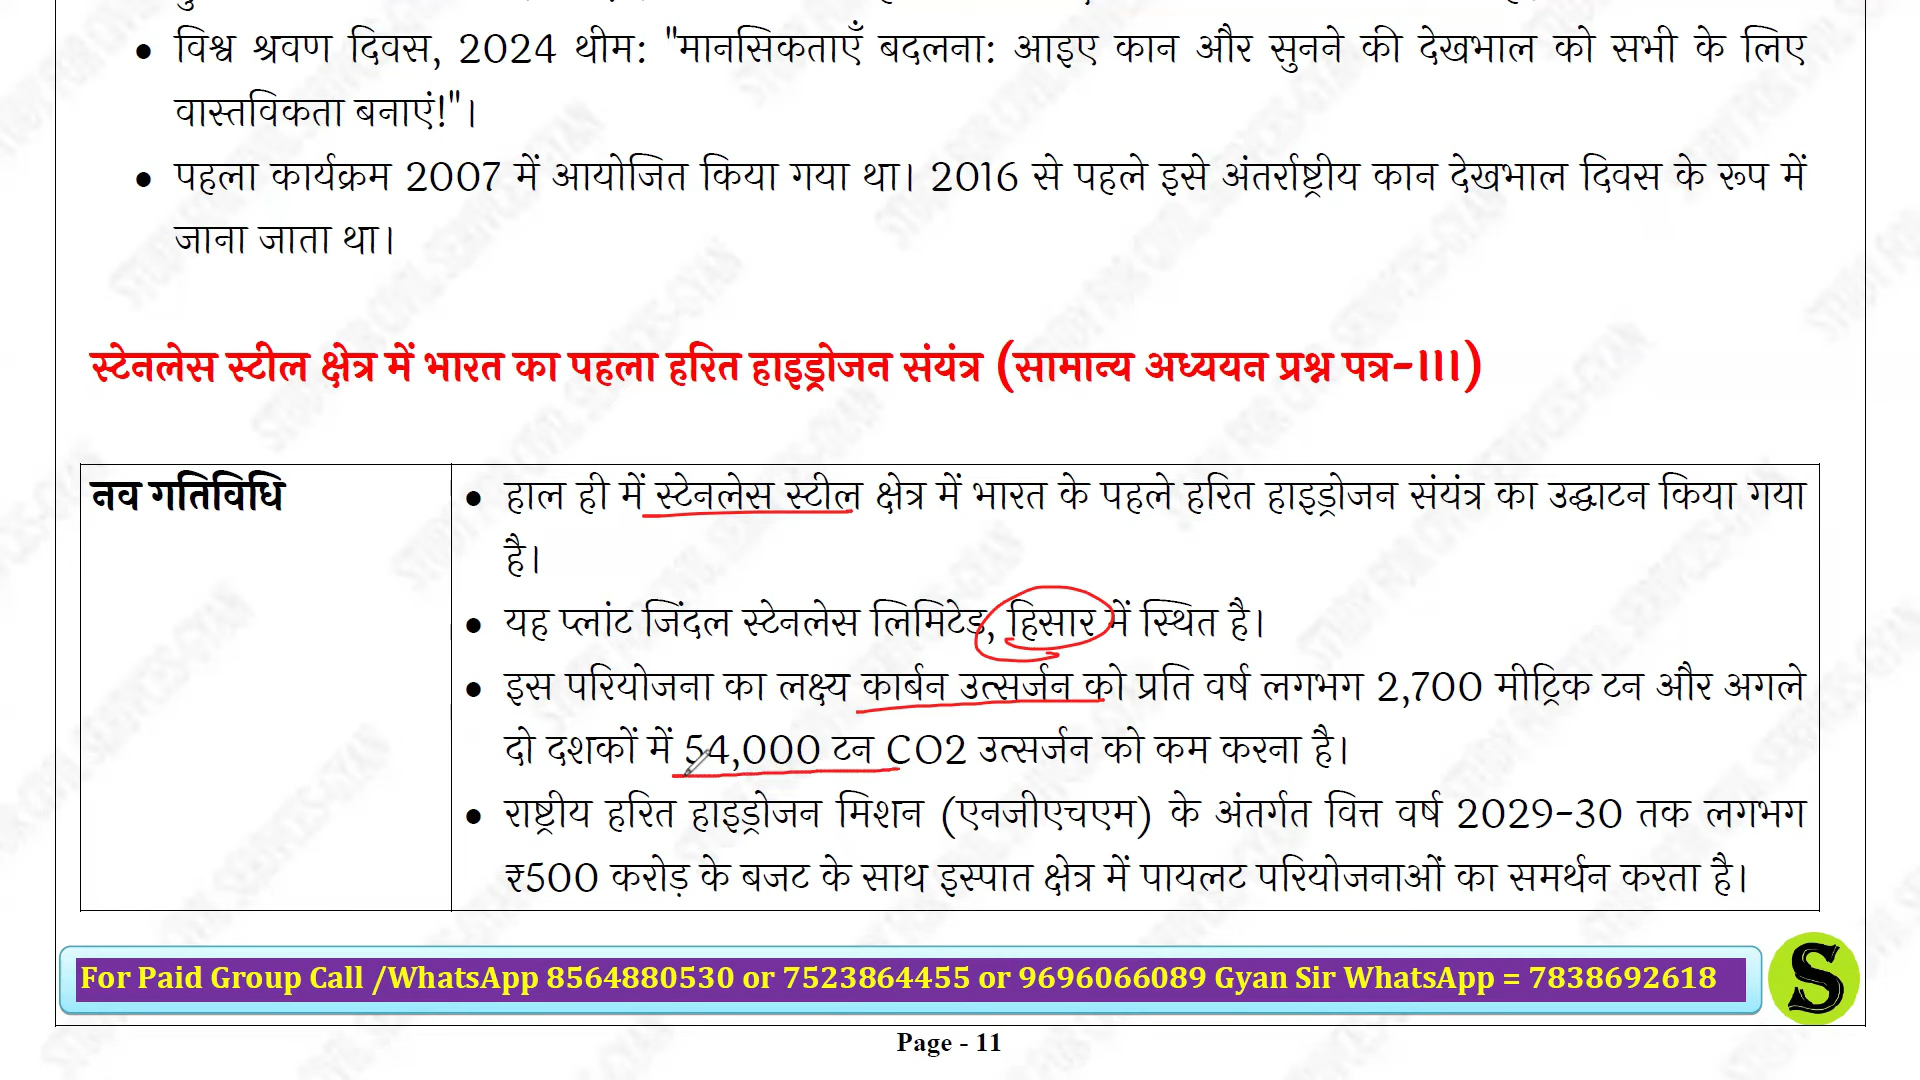 • विश्व श्रवण दिवस, 2024 थीम: "मानसिकताएँ बदलना: आइए कान और सुनने की देखभाल को सभी के लिए
वास्तविकता बनाएं!"।
• पहला कार्यक्रम 2007 में आयोजित किया गया था। 2016 से पहले इसे अंतर्राष्ट्रीय कान देखभाल दिवस के रूप में
जाना जाता था।
स्टेनलेस स्टील क्षेत्र में भारत का पहला हरित हाइड्रोजन संयंत्र (सामान्य अध्ययन प्रश्न पत्र-III)
नव गतिविधि
• हाल ही में स्टेनलेस स्टील क्षेत्र में भारत के पहले हरित हाइड्रोजन संयंत्र का उद्घाटन किया गया
है।
• यह प्लांट जिंदल स्टेनलेस लिमिटेड, हिसार में स्थित है।
• इस परियोजना का लक्ष्य कार्बन उत्सर्जन को प्रति वर्ष लगभग 2,700 मीट्रिक टन और अगले
दो दशकों में 54,000 टन CO2 उत्सर्जन को कम करना है।
• राष्ट्रीय हरित हाइड्रोजन मिशन (एनजीएचएम) के अंतर्गत वित्त वर्ष 2029-30 तक लगभग
₹500 करोड़ के बजट के साथ इस्पात क्षेत्र में पायलट परियोजनाओं का समर्थन करता है।
For Paid Group Call /WhatsApp 8564880530 or 7523864455 or 9696066089 Gyan Sir WhatsApp = 7838692618
S
Page - 11